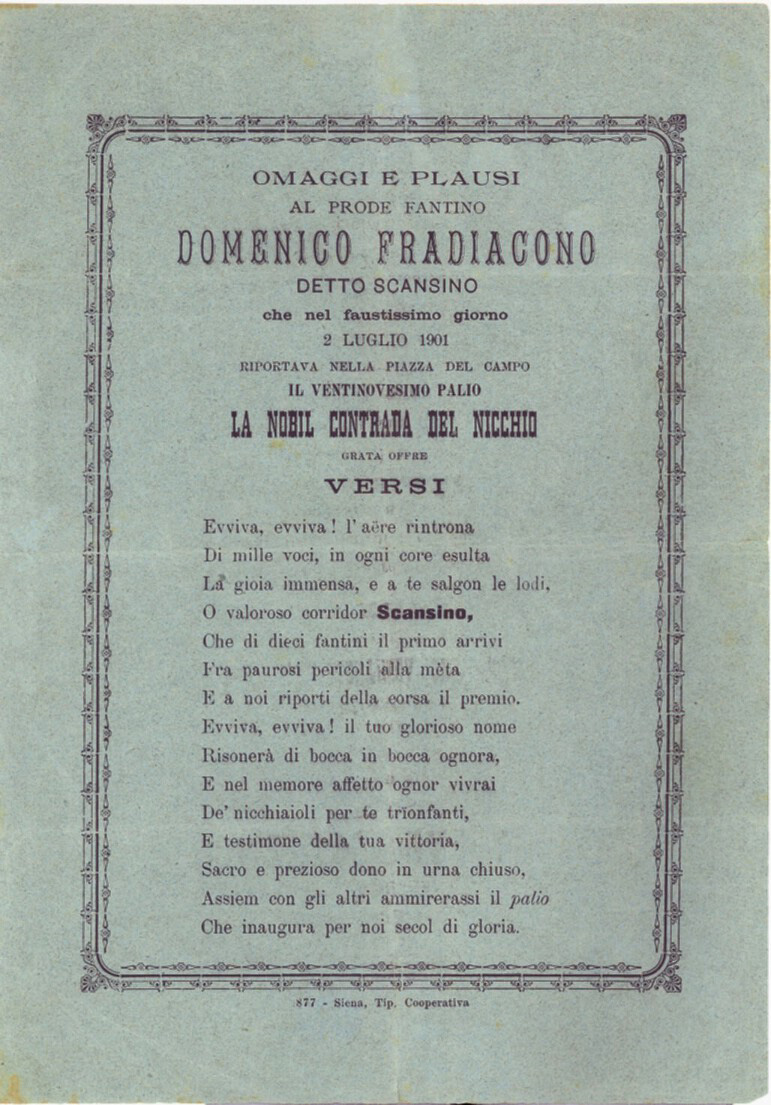 OMAGGI E PLAUSI
AL PRODE FANTINO
DOMENICO FRADIACONO
DETTO SCANSINO
che nel faustissimo giorno
2 LUGLIO 1901
RIPORTAVA NELLA PIAZZA DEL CAMPO
IL VENTINOVESIMO PALIO
LA NOBIL CONTRADA DEL NICCHIO
GRATA OFFRE
VERSI
Evviva, evviva! l'aëre rintrona
Di mille voci, in ogni core esulta
La gioia immensa, e a te salgon le lodi,
O valoroso corridor Scansino,
Che di dieci fantini il primo arrivi
Fra paurosi pericoli alla mèta
E a noi riporti della corsa il premio.
Evviva, evviva! il tuo glorioso nome
Risonerà di bocca in bocca ognora,
E nel memore affetto ognor vivrai
De' nicchiaioli per te trïonfanti,
E testimone della tua vittoria,
Sacro e prezioso dono in urna chiuso,
Assiem con gli altri ammirerassi il palio
Che inaugura per noi secol di gloria.
877 - Siena, Tip. Cooperativa